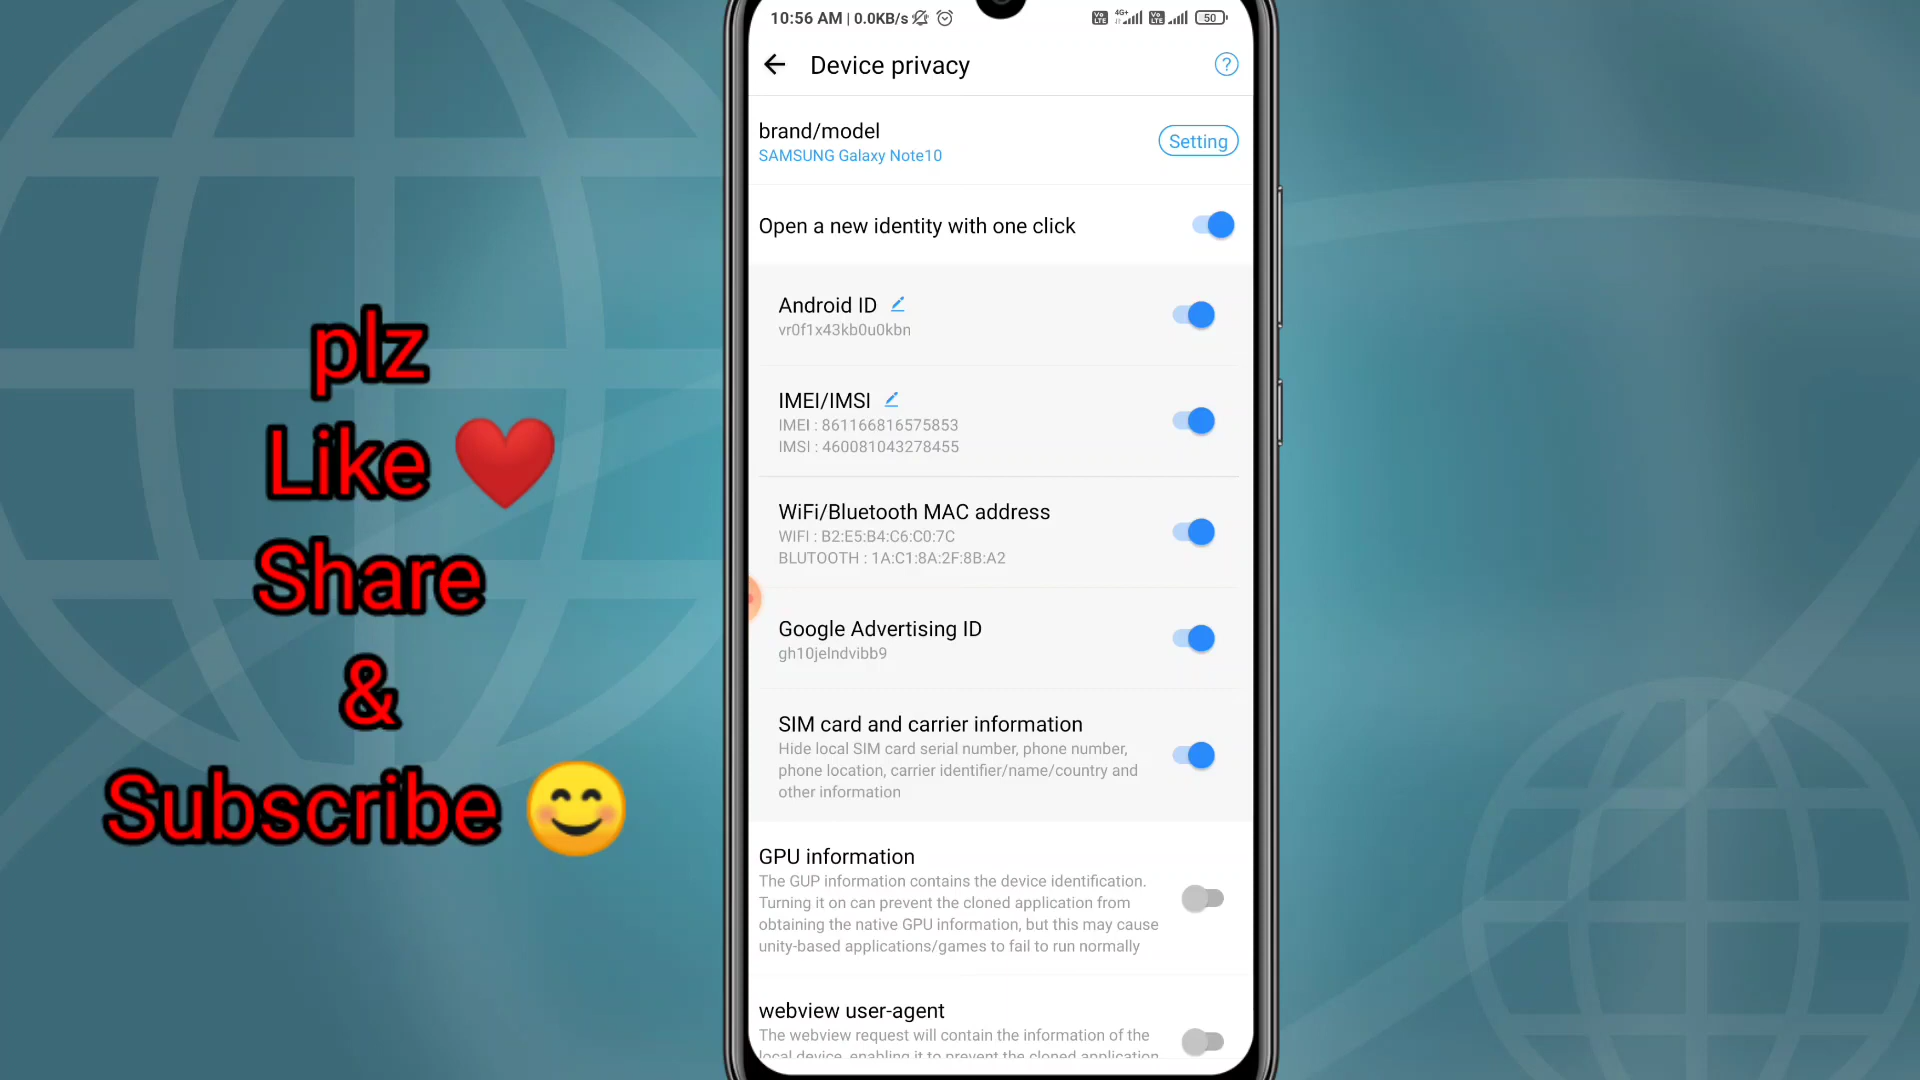 10:56 AM | 0.0KB/s Vo LTE 4G+ Vo LTE 50
Device privacy ?
brand/model
SAMSUNG Galaxy Note10
Setting
Open a new identity with one click
Android ID
vr0f1x43kb0u0kbn
IMEI/IMSI
IMEI : 861166816575853
IMSI : 460081043278455
WiFi/Bluetooth MAC address
WIFI : B2:E5:B4:C6:C0:7C
BLUTOOTH : 1A:C1:8A:2F:8B:A2
Google Advertising ID
gh10jelndvibb9
SIM card and carrier information
Hide local SIM card serial number, phone number,
phone location, carrier identifier/name/country and
other information
GPU information
The GUP information contains the device identification.
Turning it on can prevent the cloned application from
obtaining the native GPU information, but this may cause
unity-based applications/games to fail to run normally
webview user-agent
The webview request will contain the information of the
local device, enabling it to prevent the cloned application
plz
Like ❤️
Share
&
Subscribe 😊